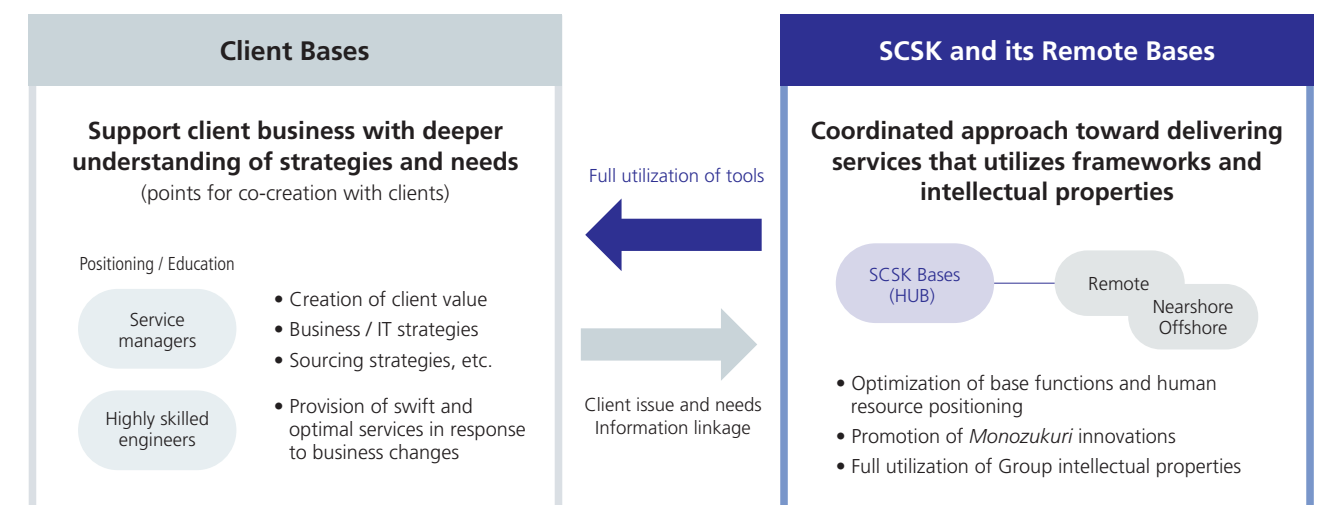 Client Bases
Support client business with deeper
understanding of strategies and needs
(points for co-creation with clients)
Positioning / Education
Service
managers
• Creation of client value
• Business / IT strategies
• Sourcing strategies, etc.
Highly skilled
engineers
• Provision of swift and
optimal services in response
to business changes
Full utilization of tools
Client issue and needs
Information linkage
SCSK and its Remote Bases
Coordinated approach toward delivering
services that utilizes frameworks and
intellectual properties
SCSK Bases
(HUB)
Remote
Nearshore
Offshore
• Optimization of base functions and human
resource positioning
• Promotion of Monozukuri innovations
• Full utilization of Group intellectual properties